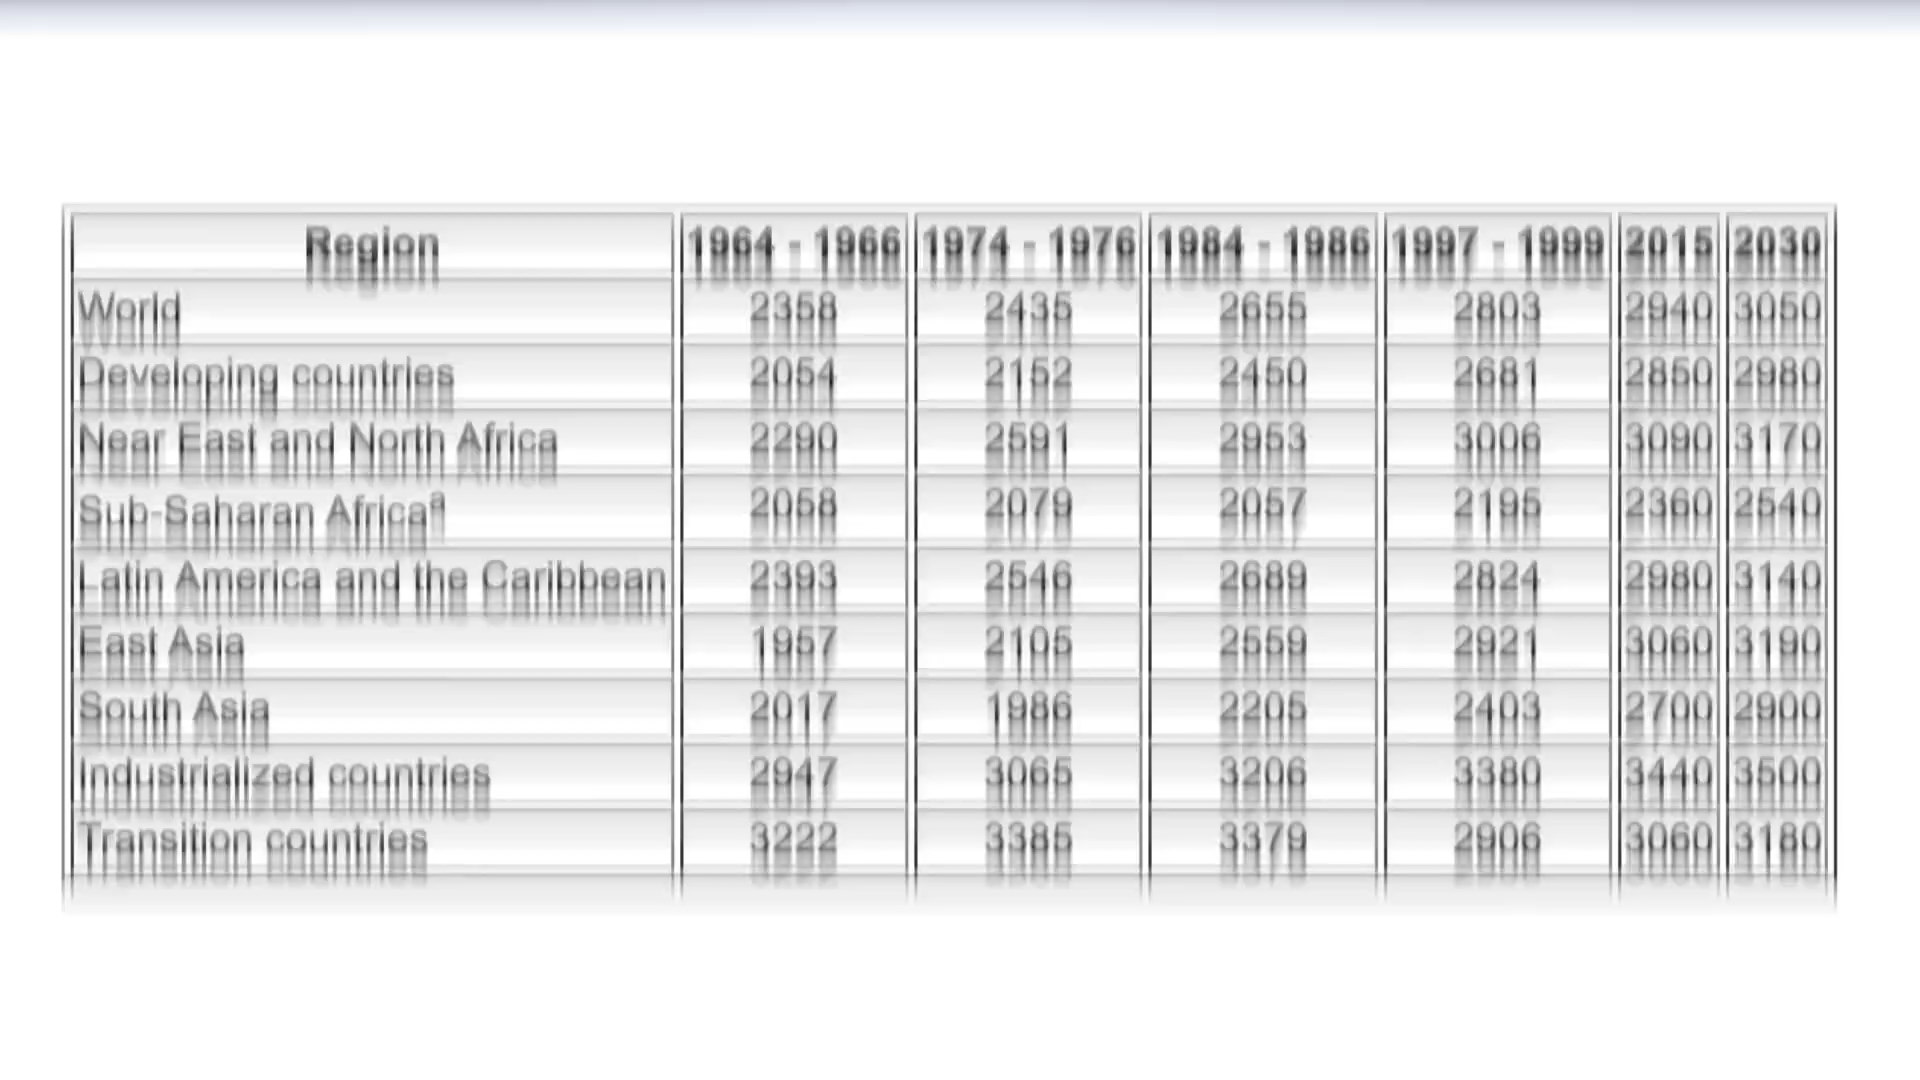 Region 1964 - 1966 1974 - 1976 1984 - 1986 1997 - 1999 2015 2030
World 2358 2435 2655 2803 2940 3050
Developing countries 2054 2152 2450 2681 2850 2980
Near East and North Africa 2290 2591 2953 3006 3090 3170
Sub-Saharan Africaᵃ 2058 2079 2057 2195 2360 2540
Latin America and the Caribbean 2393 2546 2689 2824 2980 3140
East Asia 1957 2105 2559 2921 3060 3190
South Asia 2017 1986 2205 2403 2700 2900
Industrialized countries 2947 3065 3206 3380 3440 3500
Transition countries 3222 3385 3379 2906 3060 3180